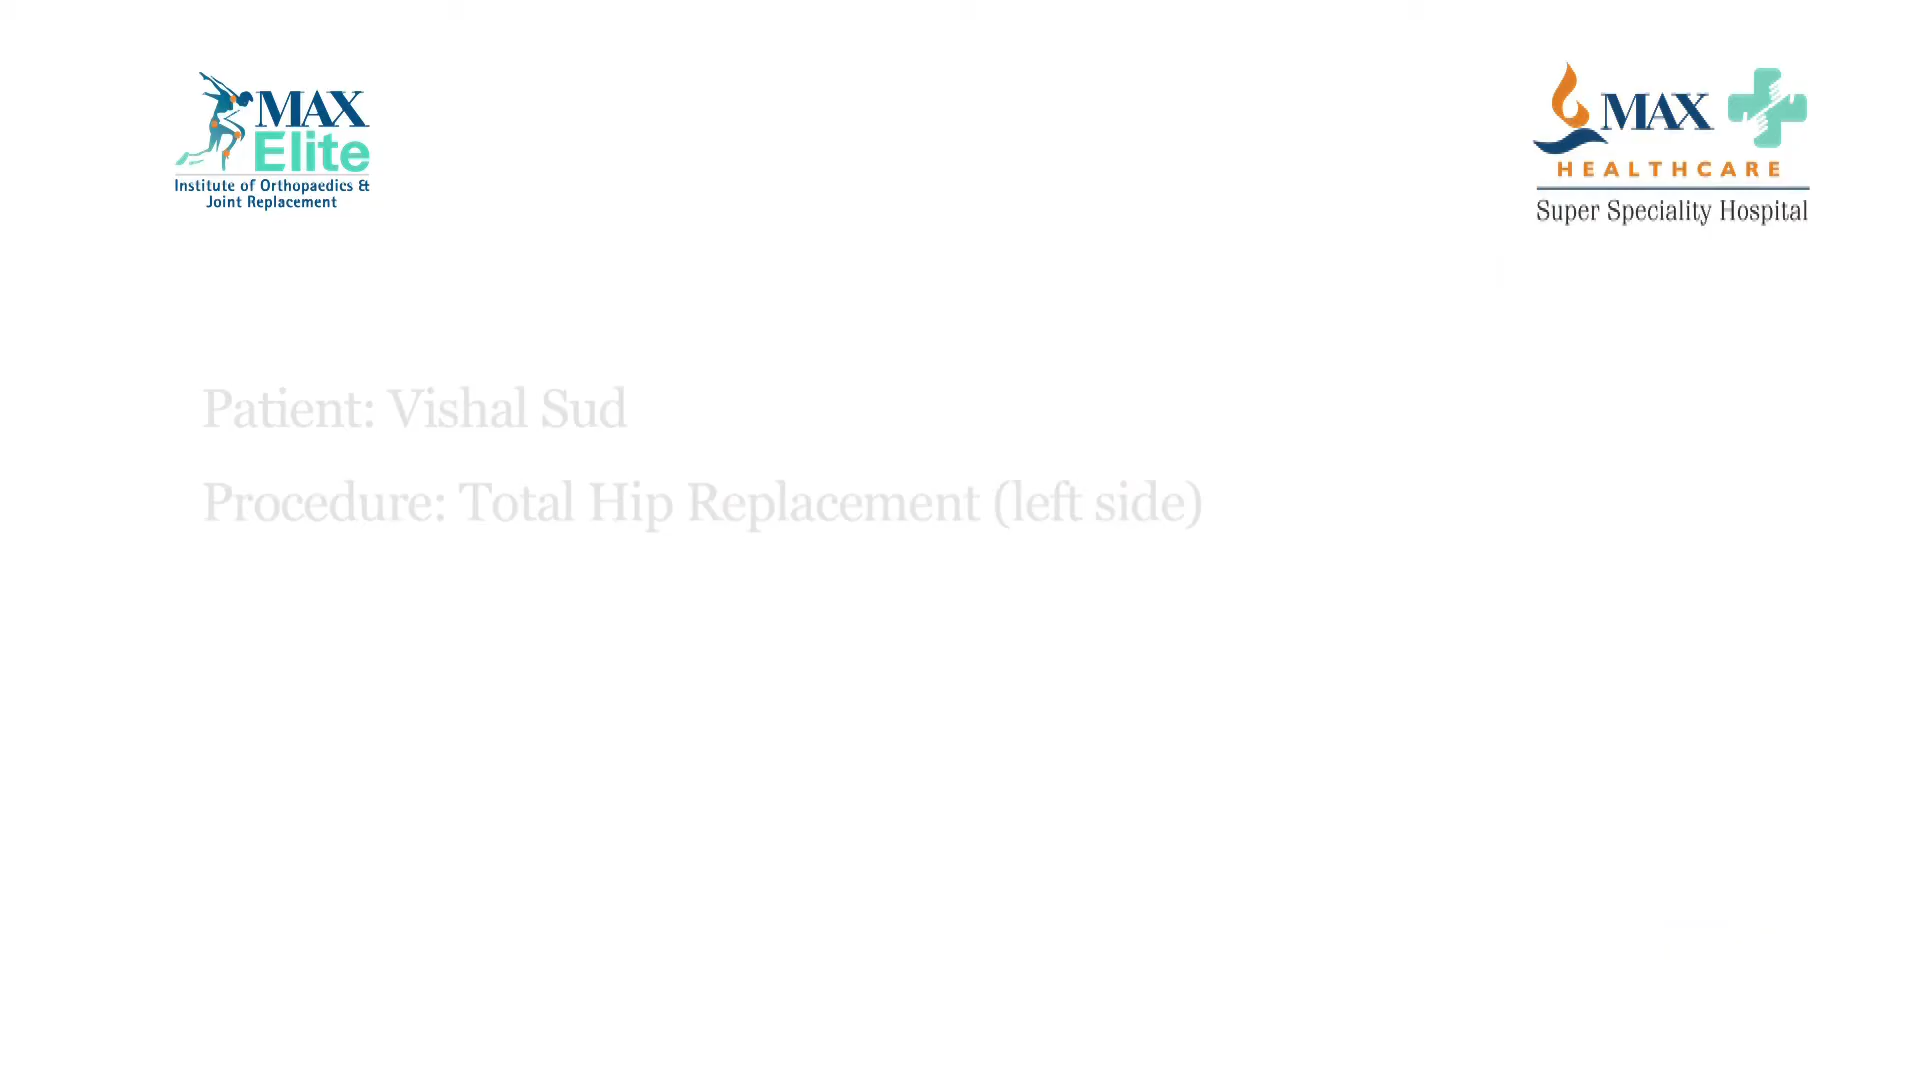 MAX
Elite
Institute of Orthopaedics &
Joint Replacement
MAX
HEALTHCARE
Super Speciality Hospital
Patient: Vishal Sud
Procedure: Total Hip Replacement (left side)